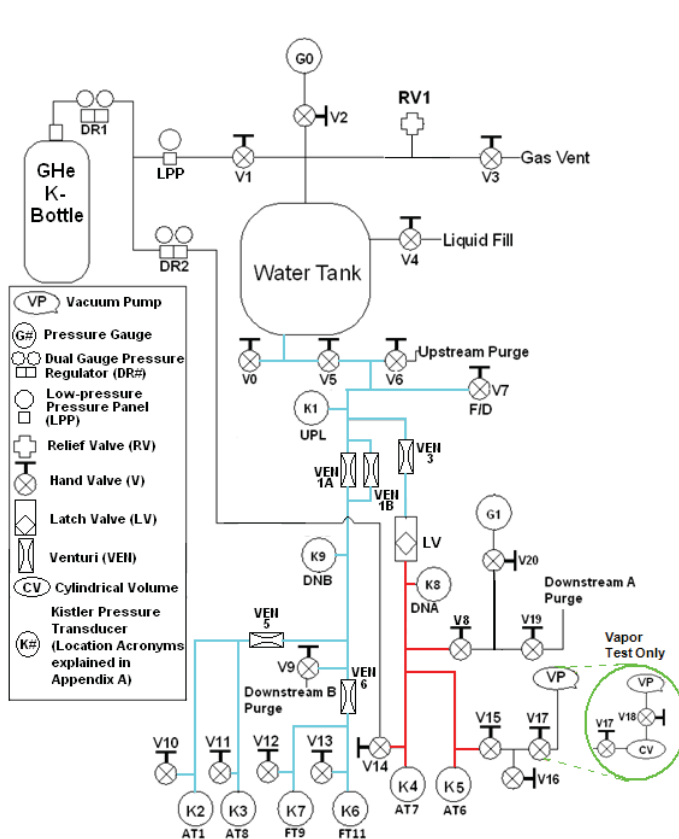 G0
V2
RV1
DR1
LPP
V1
V3
Gas Vent
GHe
K-
Bottle
DR2
Water Tank
V4
Liquid Fill
VP
Vacuum Pump
G#
Pressure Gauge
Dual Gauge Pressure
Regulator (DR#)
Low-pressure
Pressure Panel
(LPP)
Relief Valve (RV)
Hand Valve (V)
Latch Valve (LV)
Venturi (VEN)
CV
Cylindrical Volume
K#
Kistler Pressure
Transducer
(Location Acronyms
explained in
Appendix A)
V0
V5
V6
Upstream Purge
V7
F/D
K1
UPL
VEN
1A
VEN
1B
VEN
3
LV
K9
DNB
K8
DNA
G1
V20
Downstream A
Purge
V8
V19
VEN
5
V9
Downstream B
Purge
VEN
6
Vapor
Test Only
VP
V18
V17
CV
VP
V10
V11
V12
V13
V14
V15
V17
V16
K2
AT1
K3
AT8
K7
FT9
K6
FT11
K4
AT7
K5
AT6